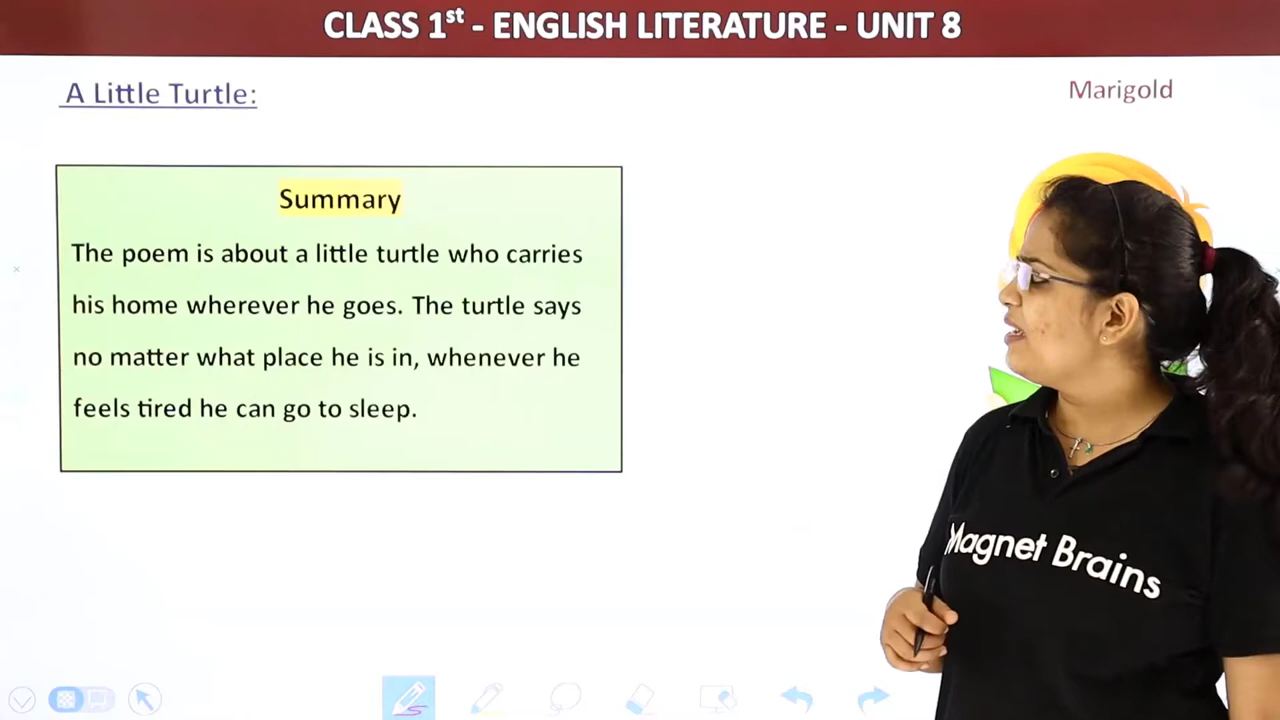 CLASS 1st - ENGLISH LITERATURE - UNIT 8
A Little Turtle:
Marigold
Summary
The poem is about a little turtle who carries
his home wherever he goes. The turtle says
no matter what place he is in, whenever he
feels tired he can go to sleep.
Magnet Brains